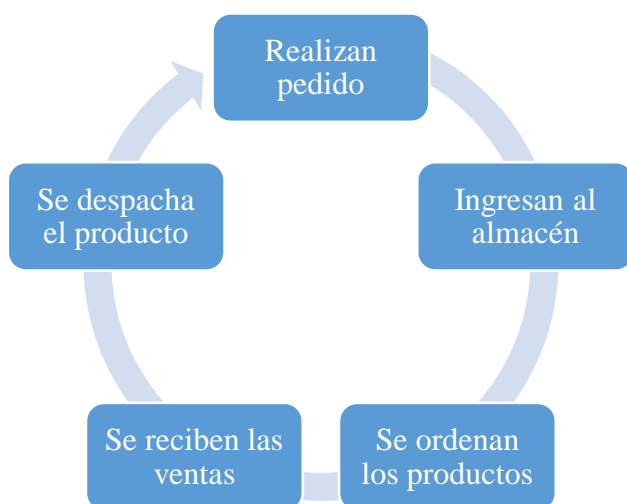 Realizan
pedido
Ingresan al
almacén
Se ordenan
los productos
Se reciben las
ventas
Se despacha
el producto